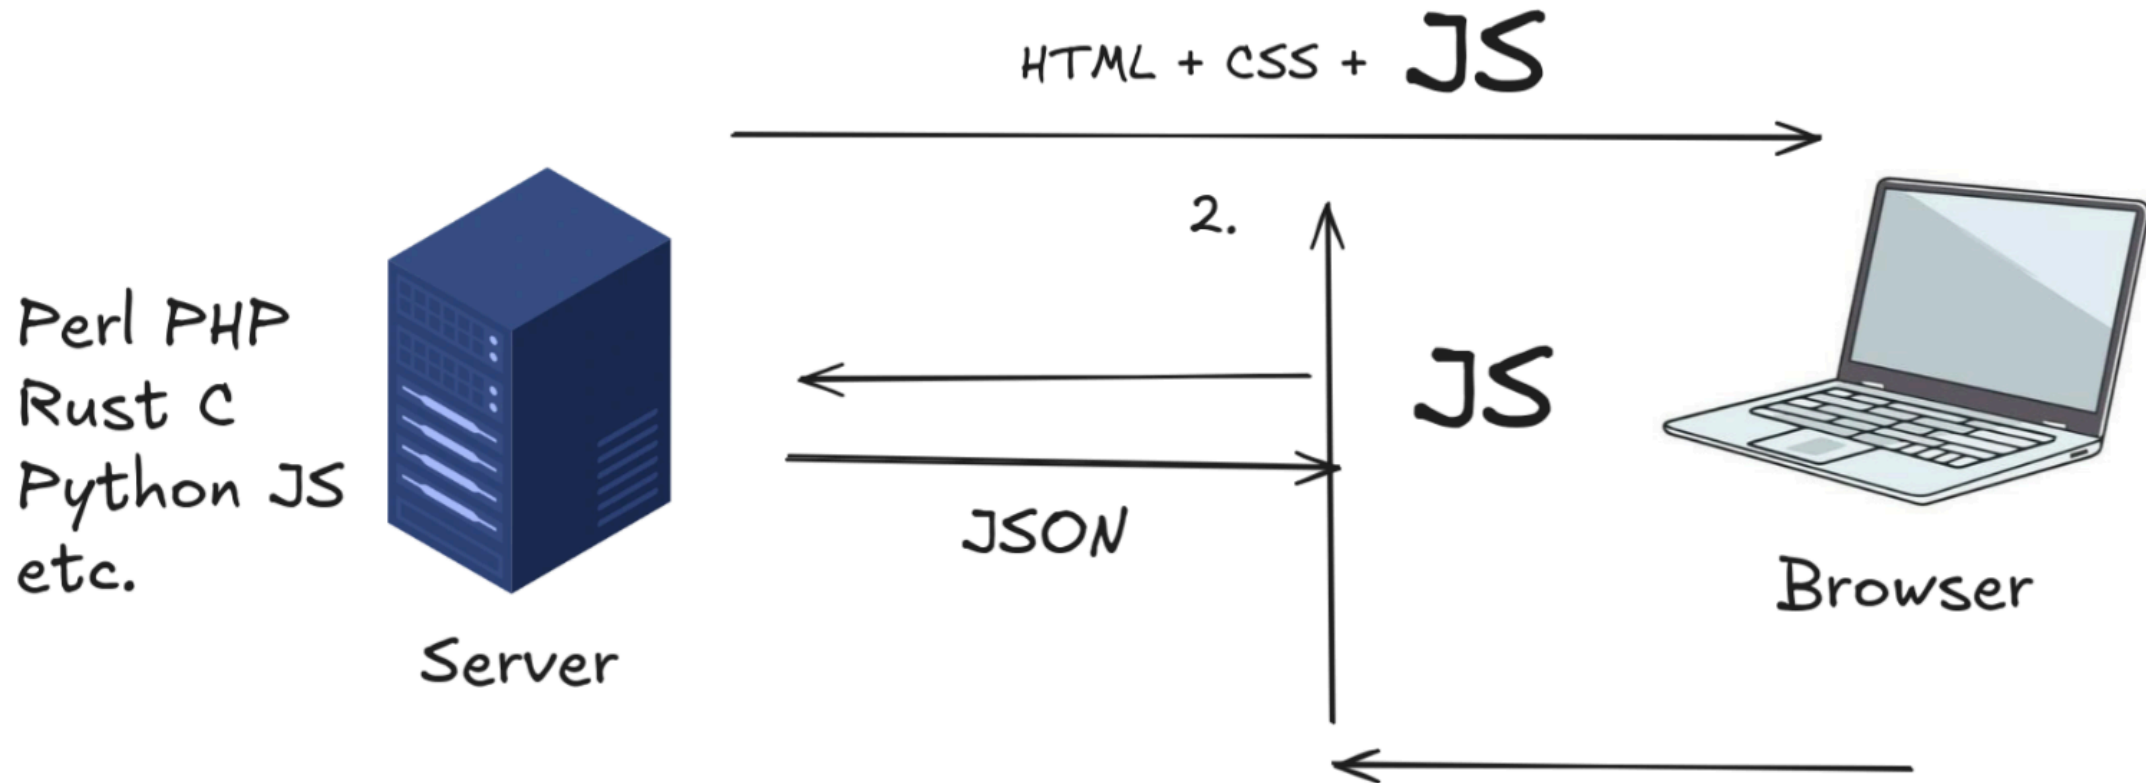 HTML + CSS + JS
2.
Perl PHP
Rust C
Python JS
etc.
JS
JSON
Browser
Server